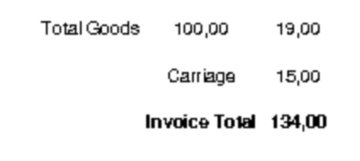 Total Goods 100,00 19,00
Carriage 15,00
Invoice Total 134,00